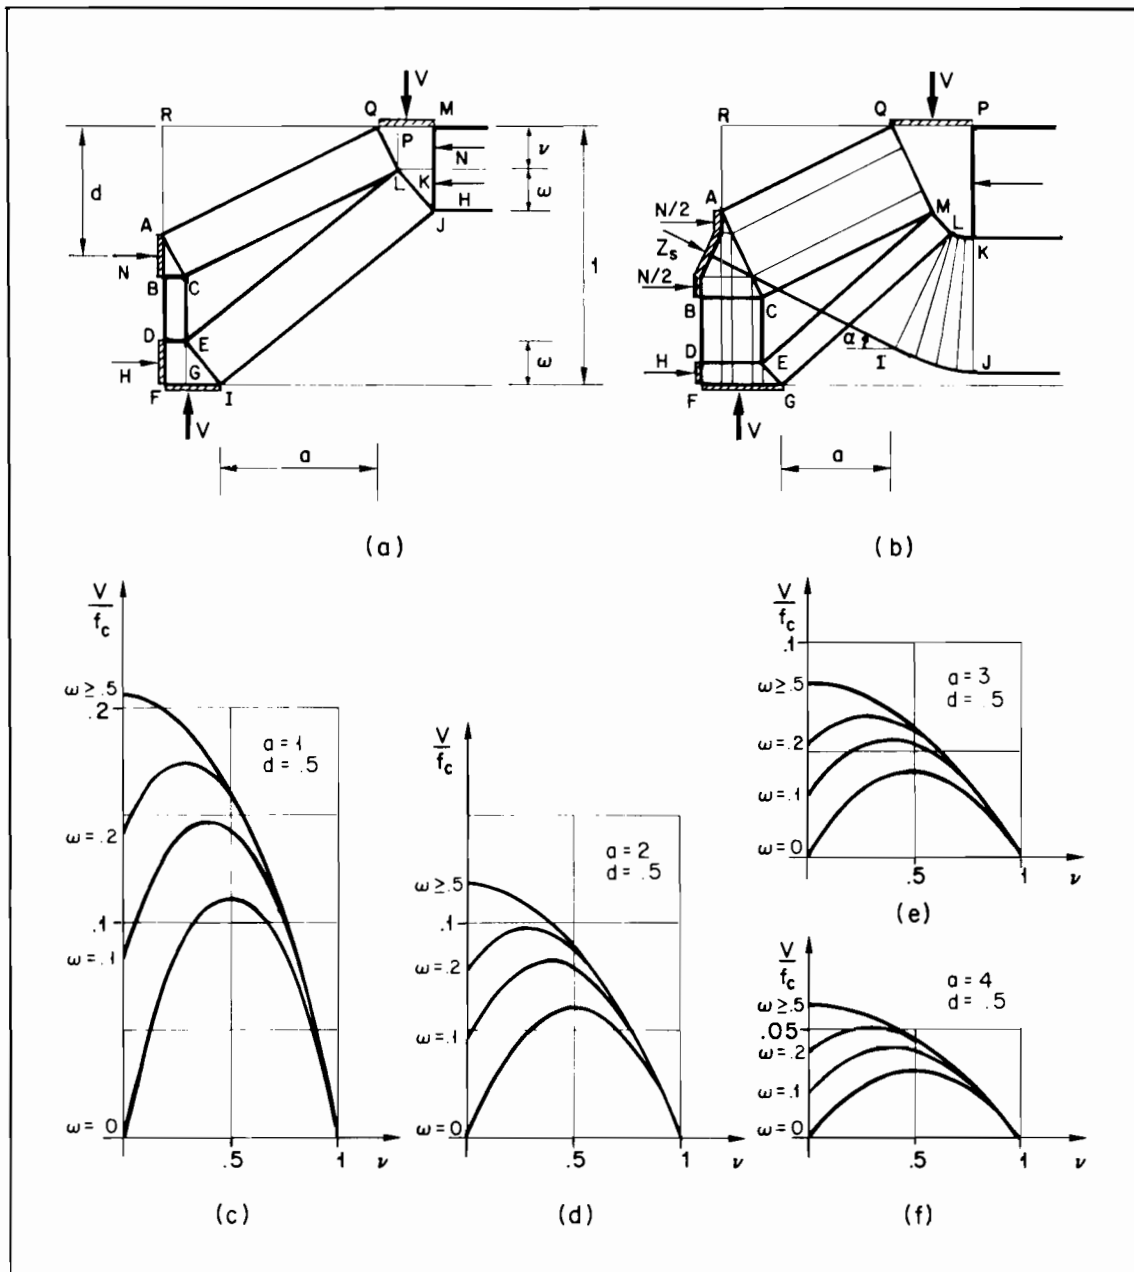 V
V
R
Q
M
R
Q
P
P
ν
N
d
L
K
ω
H
J
A
N
B
C
1
D
E
H
G
ω
F
I
V
a
A
N/2
Z_s
M
L
K
N/2
B
C
α
D
E
I
J
H
F
G
V
a
(a)
(b)
V/f_c
ω ≥ .5
.2
a = 1
d = .5
ω = .2
.1
ω = .1
ω = 0
.5
1
ν
(c)
V/f_c
a = 2
d = .5
ω ≥ .5
.1
ω = .2
ω = .1
ω = 0
.5
1
ν
(d)
V/f_c
.1
a = 3
d = .5
ω ≥ .5
ω = .2
ω = .1
ω = 0
.5
1
ν
(e)
V/f_c
a = 4
d = .5
ω ≥ .5
.05
ω = .2
ω = .1
ω = 0
.5
1
ν
(f)